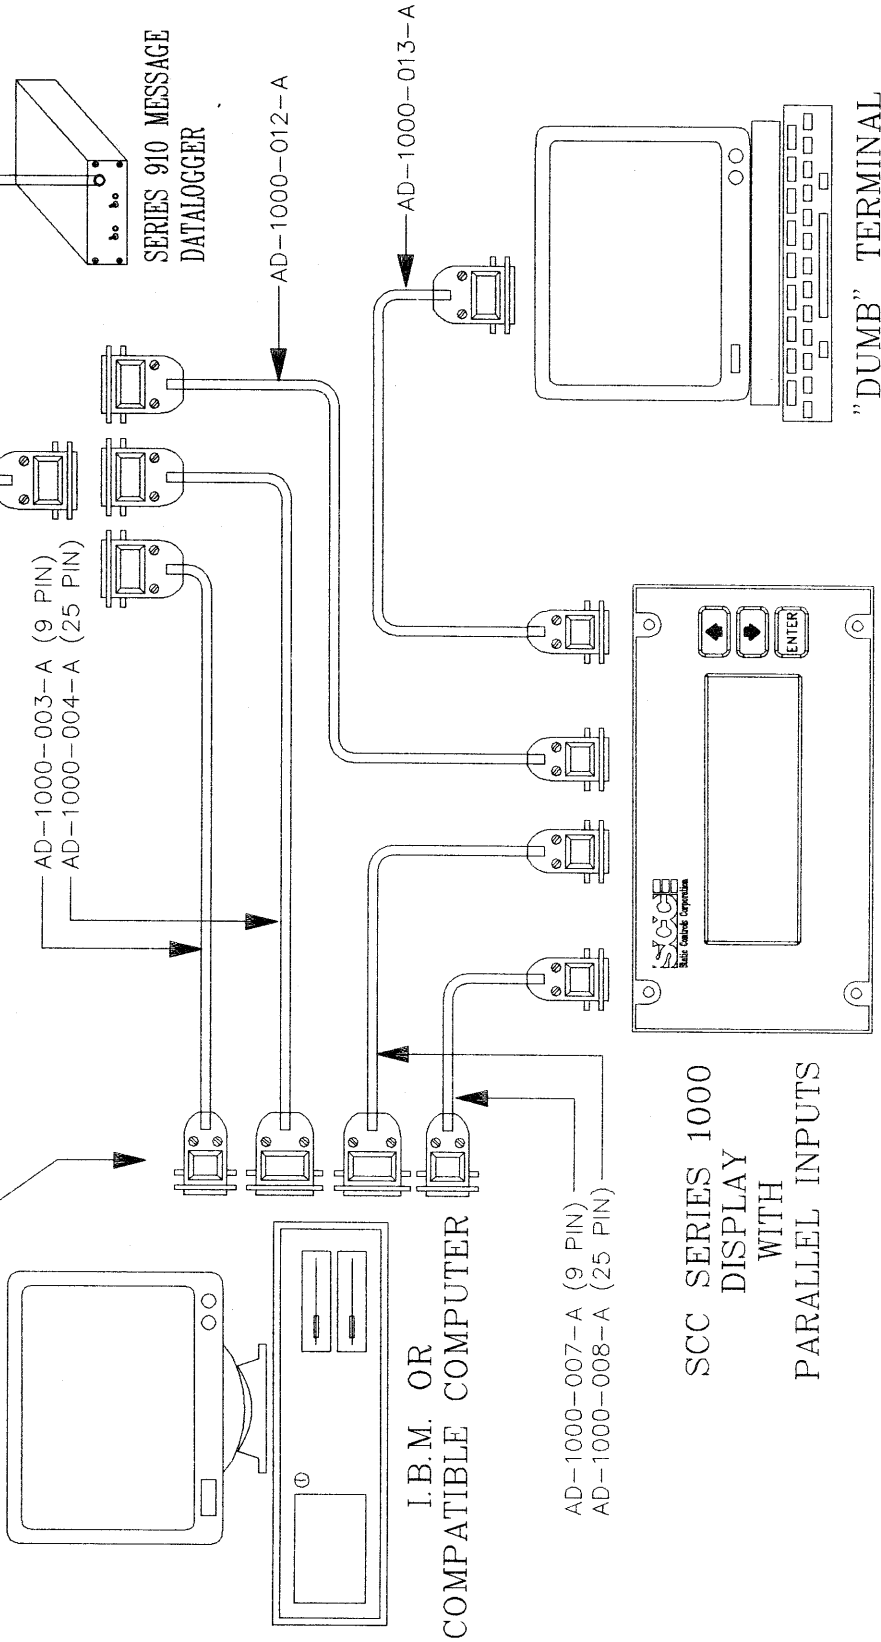 SERIES 910 MESSAGE
DATALOGGER
AD-1000-012-A
AD-1000-013-A
AD-1000-003-A (9 PIN)
AD-1000-004-A (25 PIN)
"DUMB" TERMINAL
ENTER
SCC
Static Controls Corporation
I.B.M. OR
COMPATIBLE COMPUTER
AD-1000-007-A (9 PIN)
AD-1000-008-A (25 PIN)
SCC SERIES 1000
DISPLAY
WITH
PARALLEL INPUTS